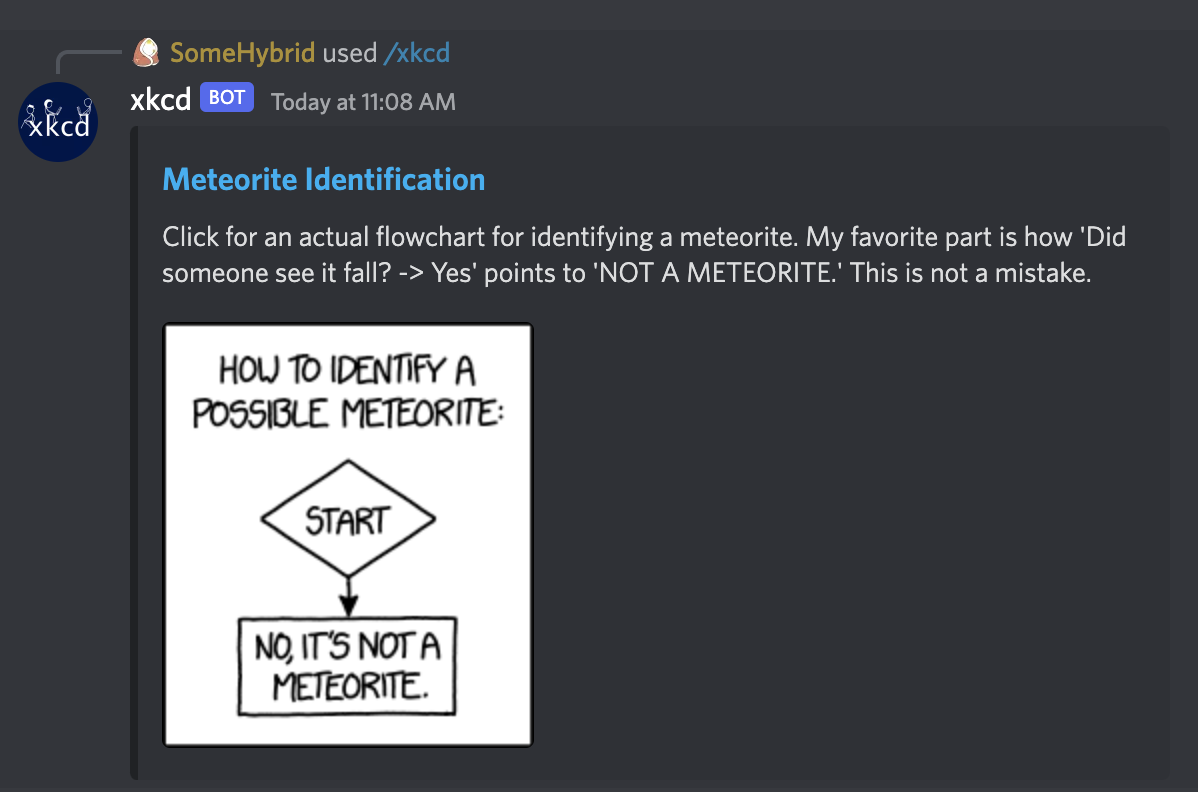 SomeHybrid used /xkcd
xkcd
xkcd BOT Today at 11:08 AM
Meteorite Identification
Click for an actual flowchart for identifying a meteorite. My favorite part is how 'Did
someone see it fall? -> Yes' points to 'NOT A METEORITE.' This is not a mistake.
HOW TO IDENTIFY A
POSSIBLE METEORITE:
START
NO, IT'S NOT A
METEORITE.